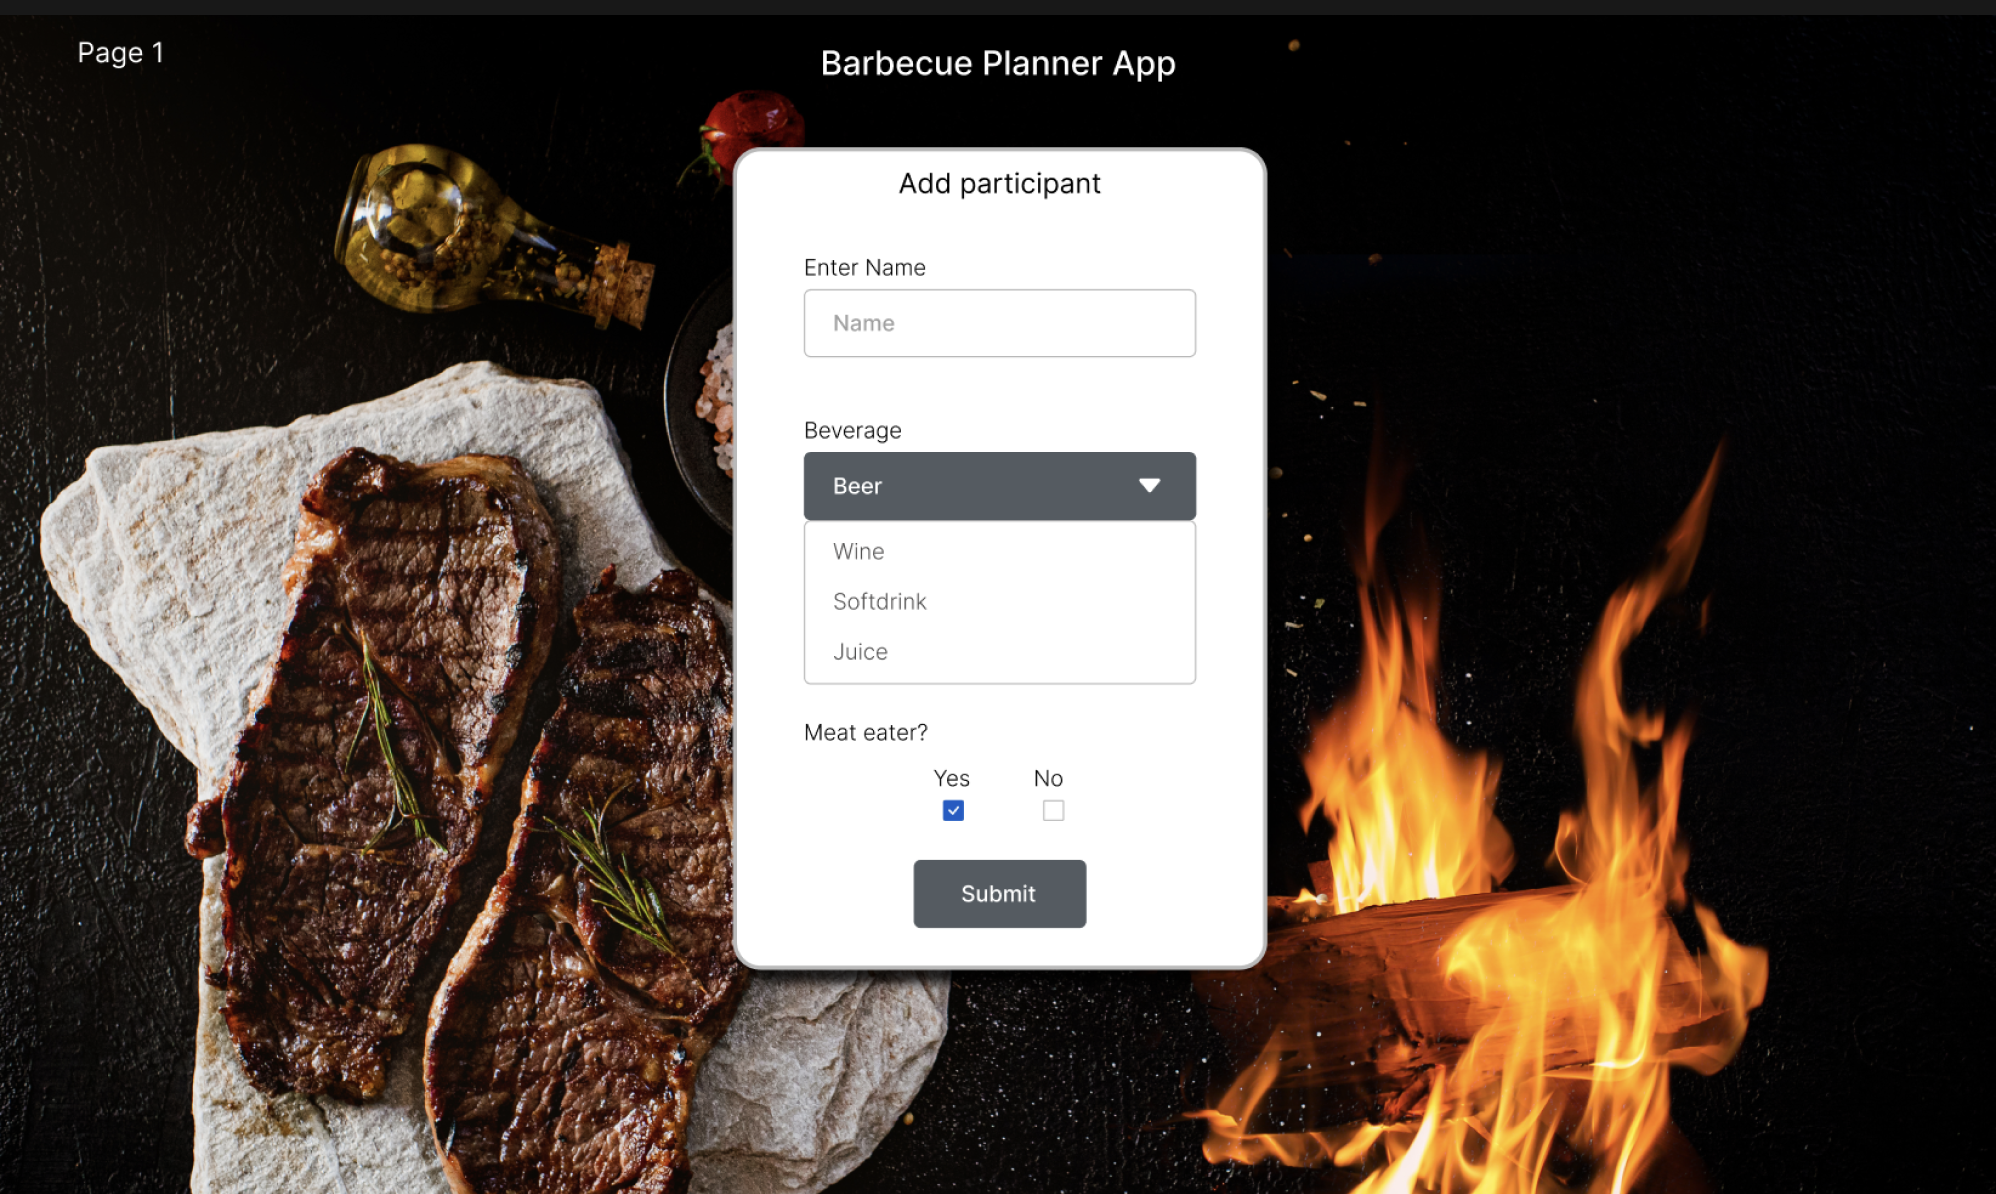 Page 1
Barbecue Planner App
Add participant
Enter Name
Name
Beverage
Beer
Wine
Softdrink
Juice
Meat eater?
Yes No
Submit